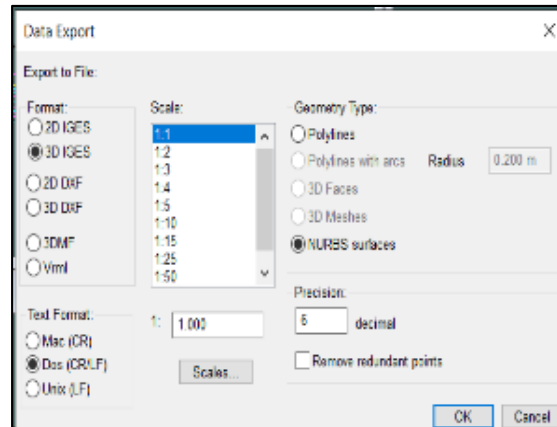 Data Export
Export to File:
Format:
2D IGES
3D IGES
2D DXF
3D DXF
3DMF
Vrml
Text Format:
Mac (CR)
Dos (CR/LF)
Unix (LF)
Scale:
1:1
1:2
1:3
1:4
1:5
1:10
1:15
1:25
1:50
1: 1.000
Scales...
Geometry Type:
Polylines
Polylines with arcs Radius 0.200 m
3D Faces
3D Meshes
NURBS surfaces
Precision:
6 decimal
Remove redundant points
OK Cancel